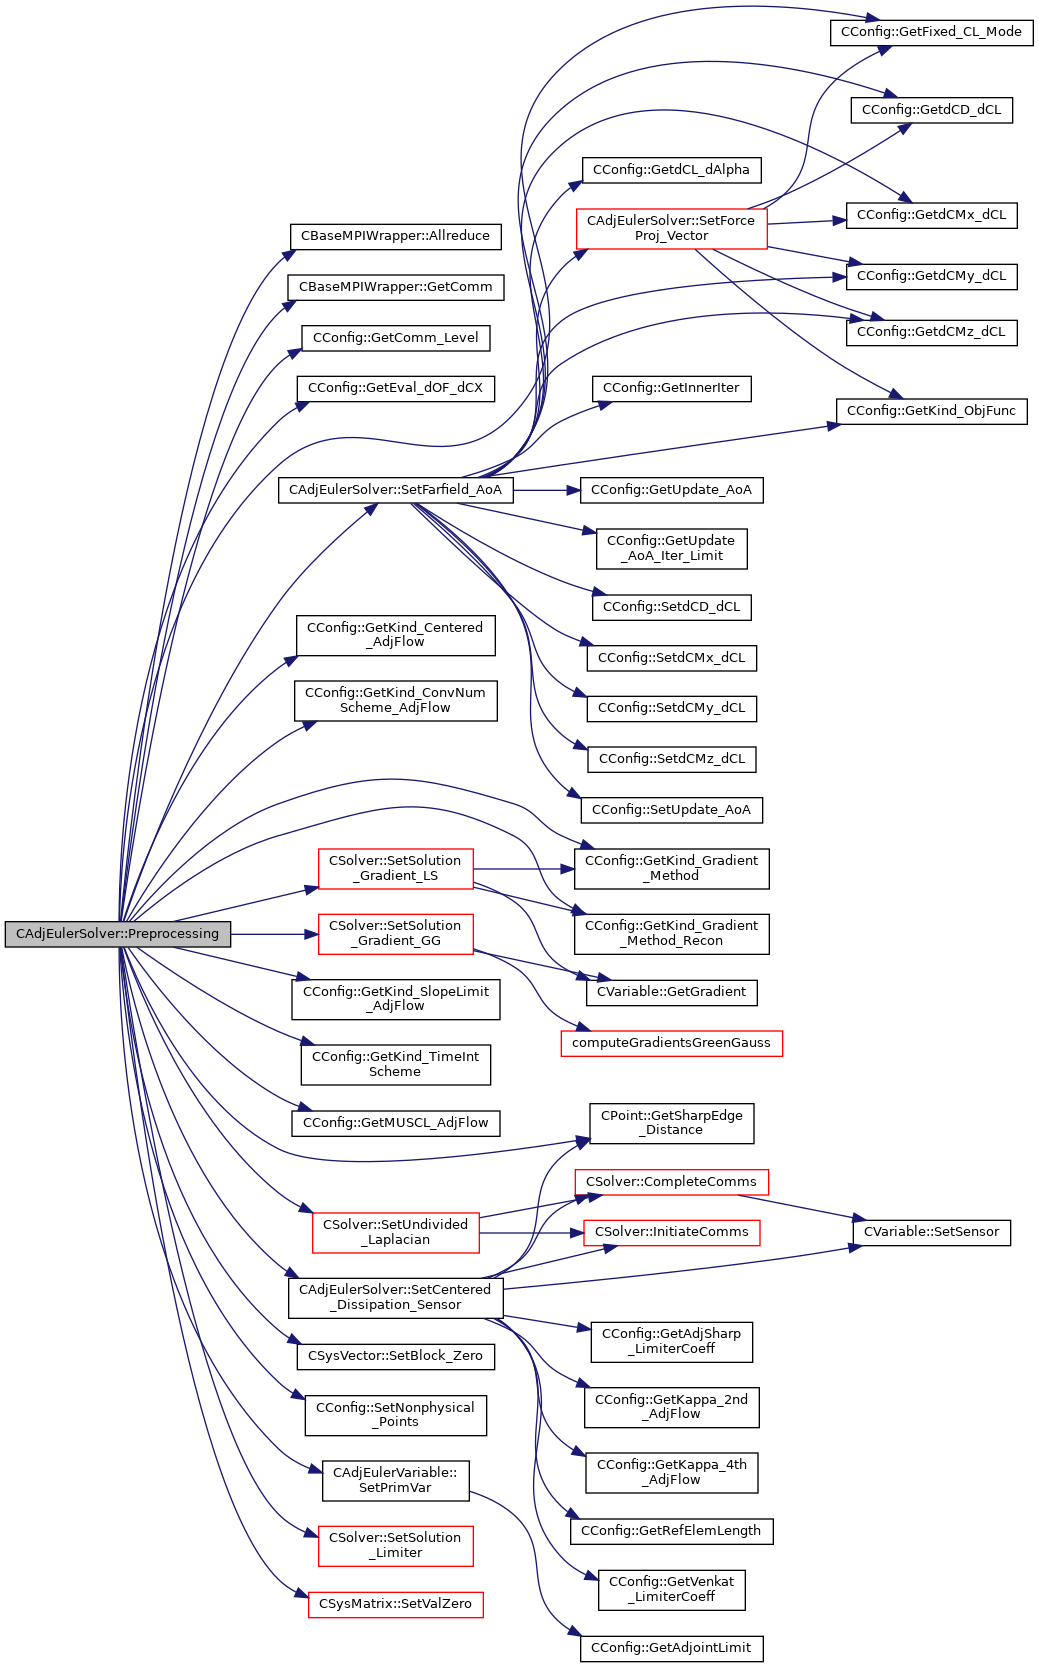 CConfig::GetFixed_CL_Mode
CConfig::GetdCD_dCL
CConfig::GetdCL_dAlpha
CConfig::GetdCMx_dCL
CAdjEulerSolver::SetForce
Proj_Vector
CBaseMPIWrapper::Allreduce
CConfig::GetdCMy_dCL
CBaseMPIWrapper::GetComm
CConfig::GetdCMz_dCL
CConfig::GetComm_Level
CConfig::GetEval_dOF_dCX
CConfig::GetInnerIter
CConfig::GetKind_ObjFunc
CAdjEulerSolver::SetFarfield_AoA
CConfig::GetUpdate_AoA
CConfig::GetUpdate
_AoA_Iter_Limit
CConfig::SetdCD_dCL
CConfig::GetKind_Centered
_AdjFlow
CConfig::SetdCMx_dCL
CConfig::GetKind_ConvNum
Scheme_AdjFlow
CConfig::SetdCMy_dCL
CConfig::SetdCMz_dCL
CConfig::SetUpdate_AoA
CSolver::SetSolution
_Gradient_LS
CConfig::GetKind_Gradient
_Method
CAdjEulerSolver::Preprocessing
CSolver::SetSolution
_Gradient_GG
CConfig::GetKind_Gradient
_Method_Recon
CConfig::GetKind_SlopeLimit
_AdjFlow
CVariable::GetGradient
computeGradientsGreenGauss
CConfig::GetKind_TimeInt
Scheme
CConfig::GetMUSCL_AdjFlow
CPoint::GetSharpEdge
_Distance
CSolver::CompleteComms
CSolver::SetUndivided
_Laplacian
CSolver::InitiateComms
CVariable::SetSensor
CAdjEulerSolver::SetCentered
_Dissipation_Sensor
CConfig::GetAdjSharp
_LimiterCoeff
CSysVector::SetBlock_Zero
CConfig::GetKappa_2nd
_AdjFlow
CConfig::SetNonphysical
_Points
CConfig::GetKappa_4th
_AdjFlow
CAdjEulerVariable::
SetPrimVar
CConfig::GetRefElemLength
CSolver::SetSolution
_Limiter
CConfig::GetVenkat
_LimiterCoeff
CSysMatrix::SetValZero
CConfig::GetAdjointLimit